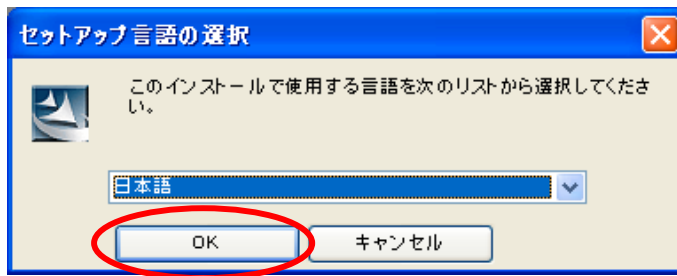 セットアップ言語の選択
このインストールで使用する言語を次のリストから選択してくださ
い。
日本語
OK キャンセル